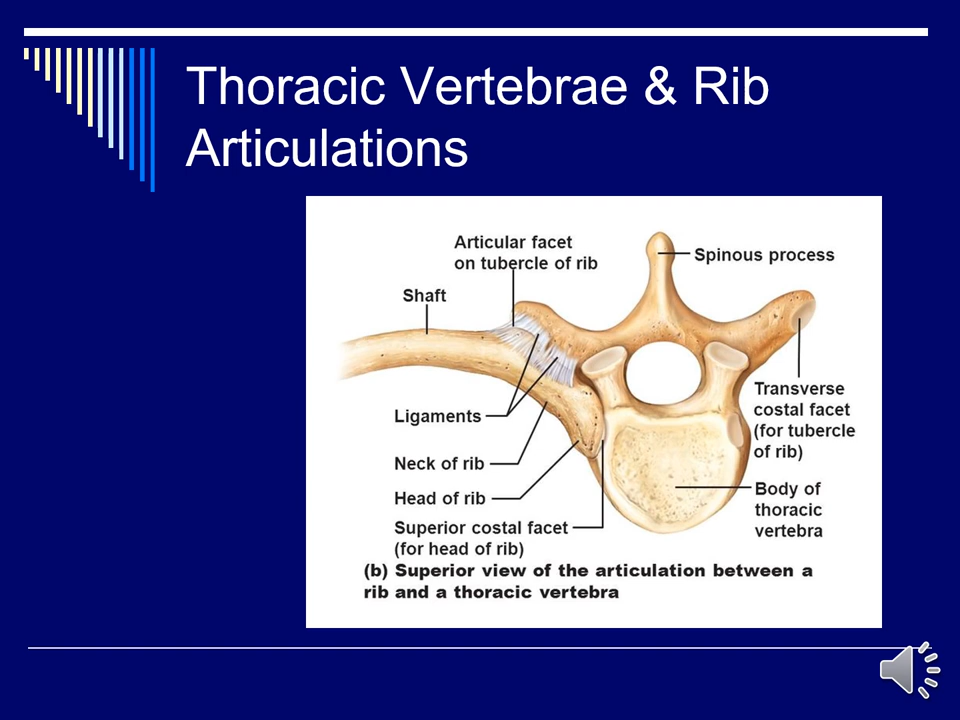 Thoracic Vertebrae & Rib
Articulations
Articular facet
on tubercle of rib
Spinous process
Shaft
Transverse
costal facet
(for tubercle
of rib)
Ligaments
Neck of rib
Head of rib
Body of
thoracic
vertebra
Superior costal facet
(for head of rib)
(b) Superior view of the articulation between a
rib and a thoracic vertebra